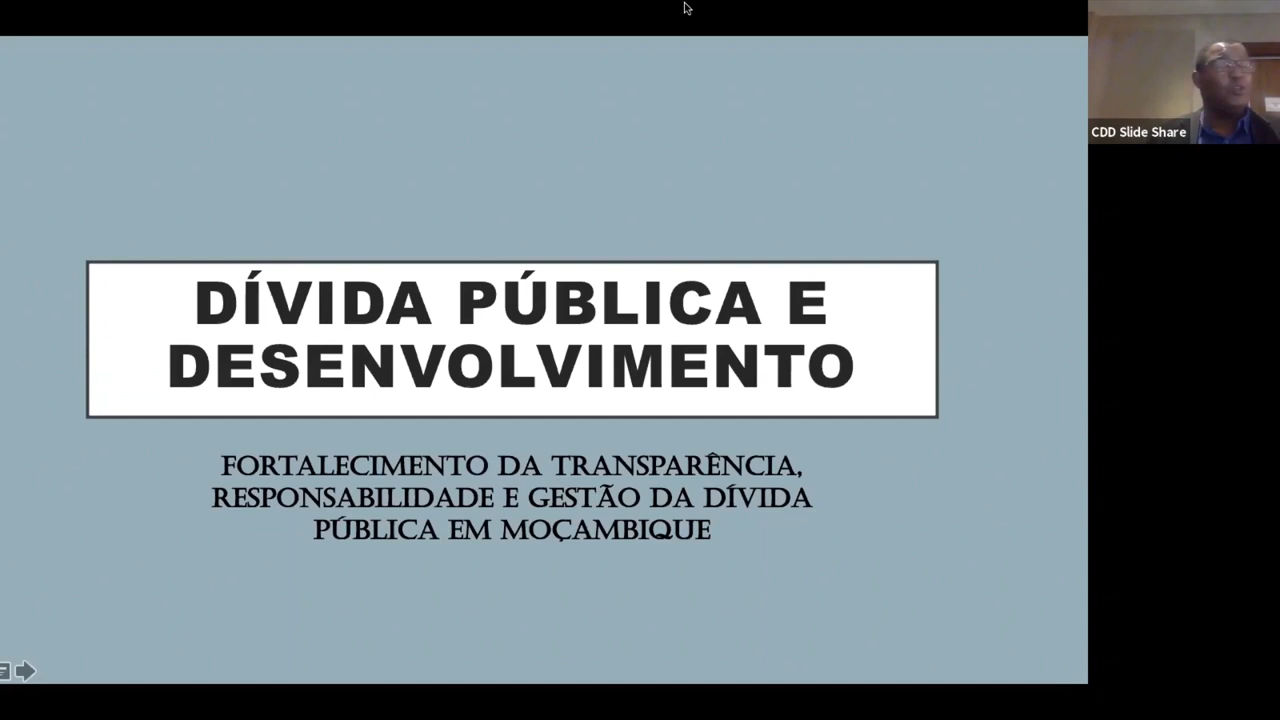 DÍVIDA PÚBLICA E
DESENVOLVIMENTO
FORTALECIMENTO DA TRANSPARÊNCIA,
RESPONSABILIDADE E GESTÃO DA DÍVIDA
PÚBLICA EM MOÇAMBIQUE
CDD Slide Share